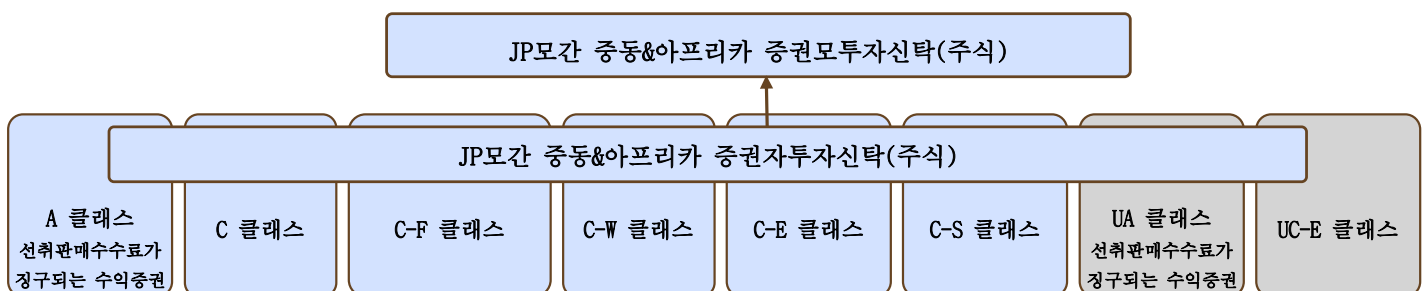 JP모간 중동&아프리카 증권모투자신탁(주식)
JP모간 중동&아프리카 증권자투자신탁(주식)
A 클래스
선취판매수수료가
징구되는 수익증권
C 클래스
C-F 클래스
C-W 클래스
C-E 클래스
C-S 클래스
UA 클래스
선취판매수수료가
징구되는 수익증권
UC-E 클래스